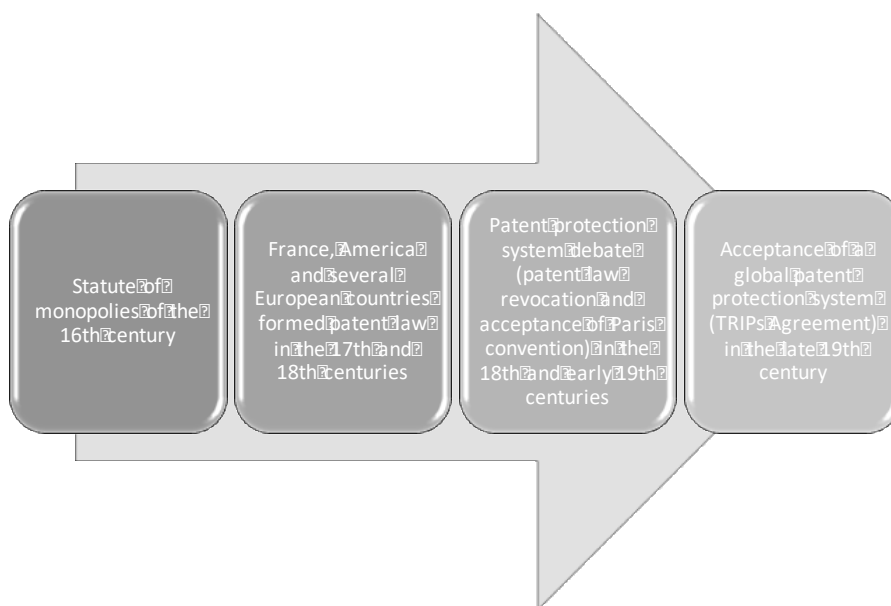 Statute of
monopolies of the
16th century
France, America
and several
European countries
formed patent law
in the 17th and
18th centuries
Patent protection
system debate
(patent law
revocation and
acceptance of Paris
convention) in the
18th and early 19th
centuries
Acceptance of a
global patent
protection system
(TRIPs Agreement)
in the late 19th
century